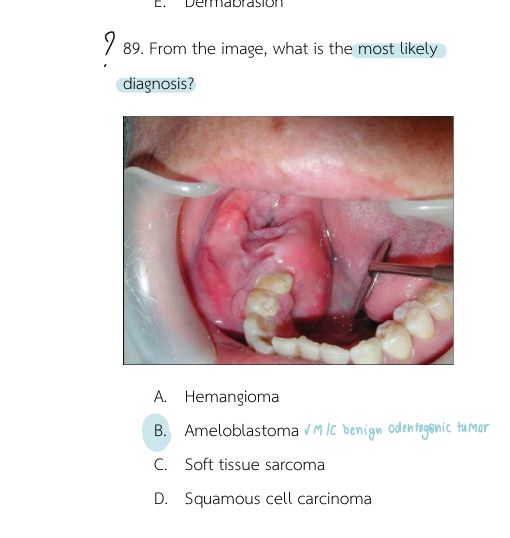 E. Dermabrasion
? 89. From the image, what is the most likely
diagnosis?
A. Hemangioma
B. Ameloblastoma √ M/C benign odentogenic tumor
C. Soft tissue sarcoma
D. Squamous cell carcinoma